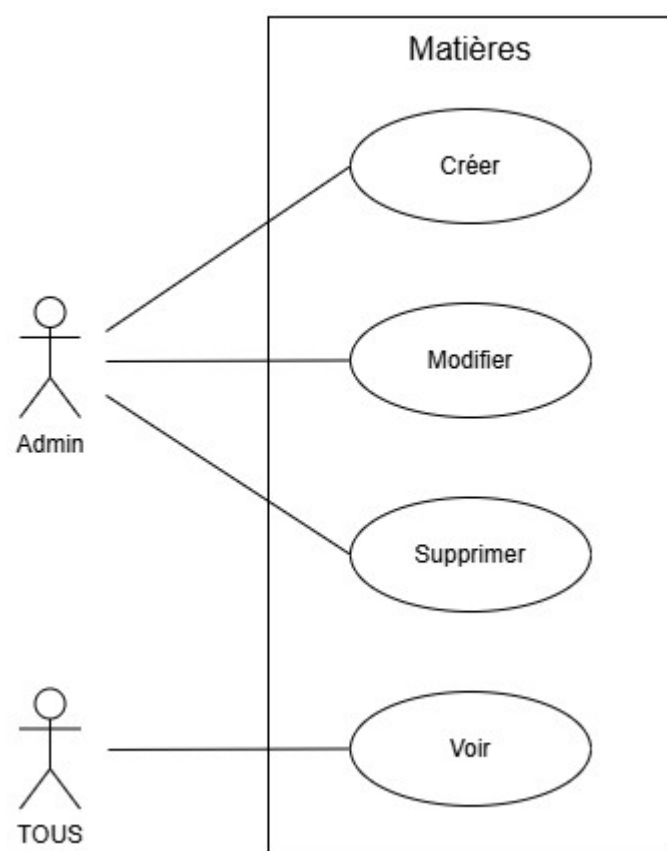 Matières
Créer
Modifier
Admin
Supprimer
Voir
TOUS